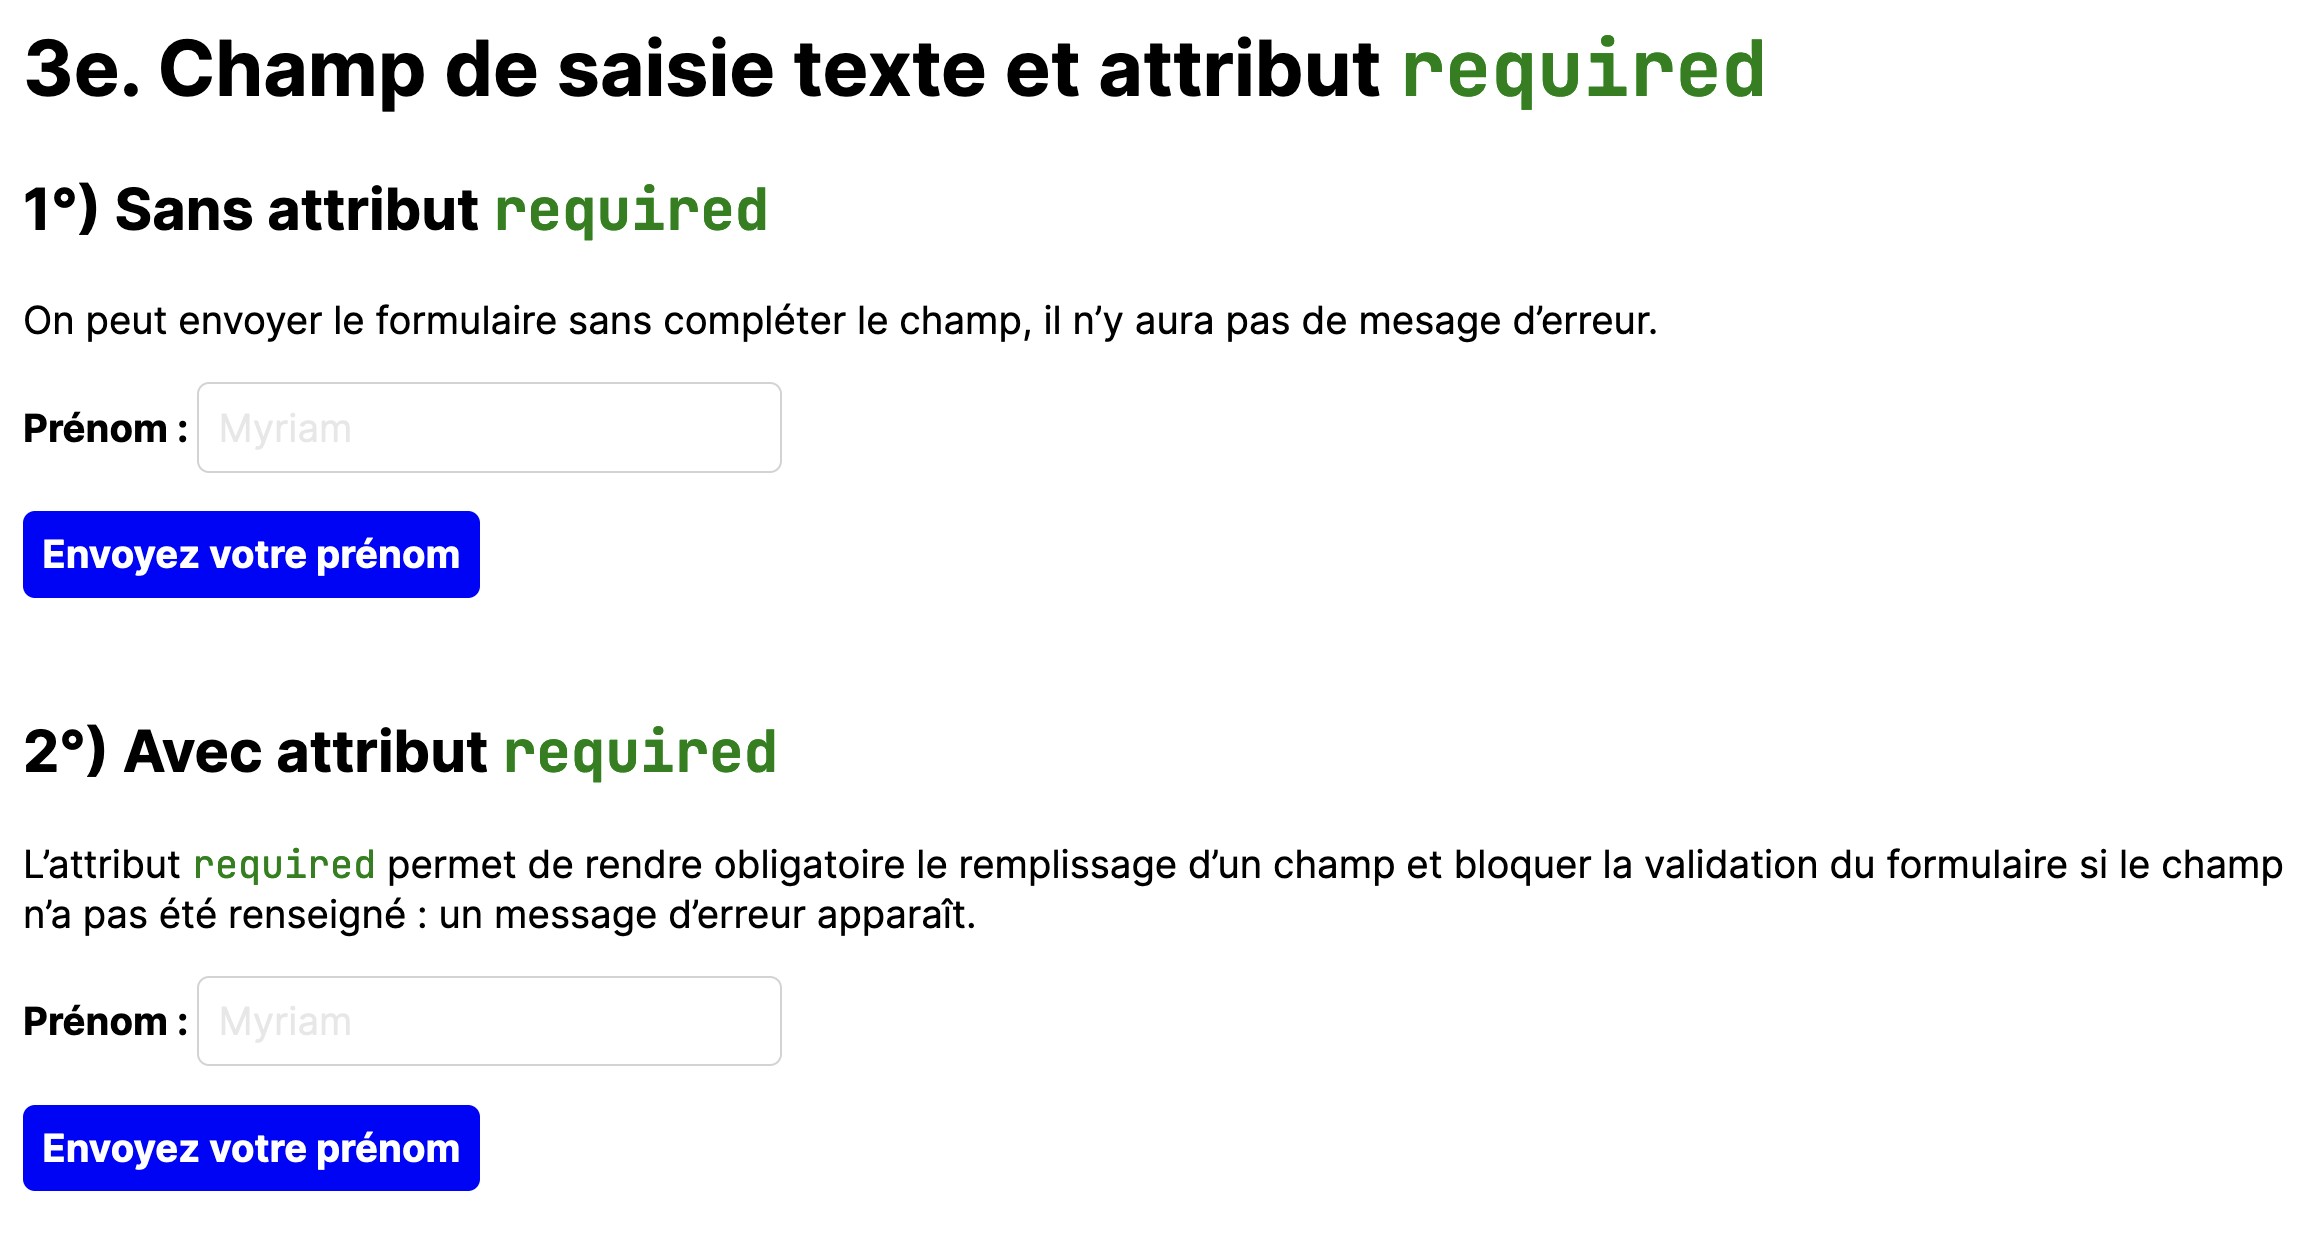 3e. Champ de saisie texte et attribut required
1°) Sans attribut required
On peut envoyer le formulaire sans compléter le champ, il n’y aura pas de mesage d’erreur.
Prénom : Myriam
Envoyez votre prénom
2°) Avec attribut required
L’attribut required permet de rendre obligatoire le remplissage d’un champ et bloquer la validation du formulaire si le champ
n’a pas été renseigné : un message d’erreur apparaît.
Prénom : Myriam
Envoyez votre prénom